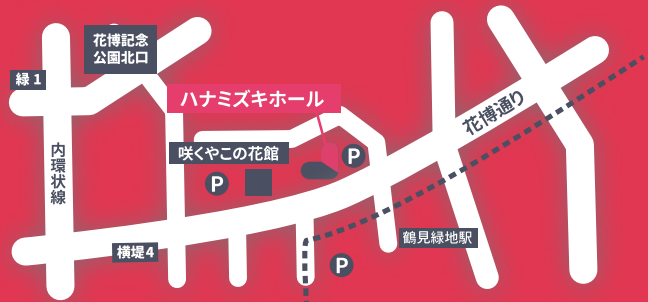 花博記念
公園北口
緑1
ハナミズキホール
花博通り
内環状線
咲くやこの花館
P
P
鶴見緑地駅
横堤4
P